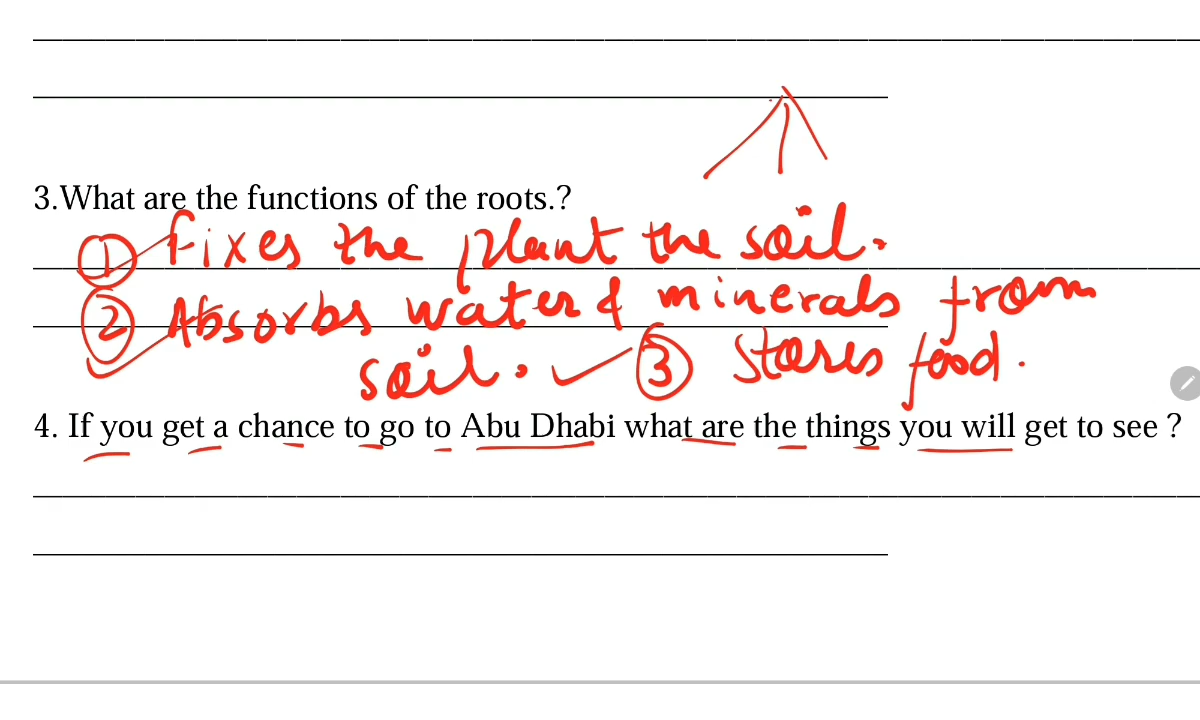 3.What are the functions of the roots.?
① Fixes the plant the soil.
② Absorbs water & minerals from
soil. ③ Stores food.
4. If you get a chance to go to Abu Dhabi what are the things you will get to see ?